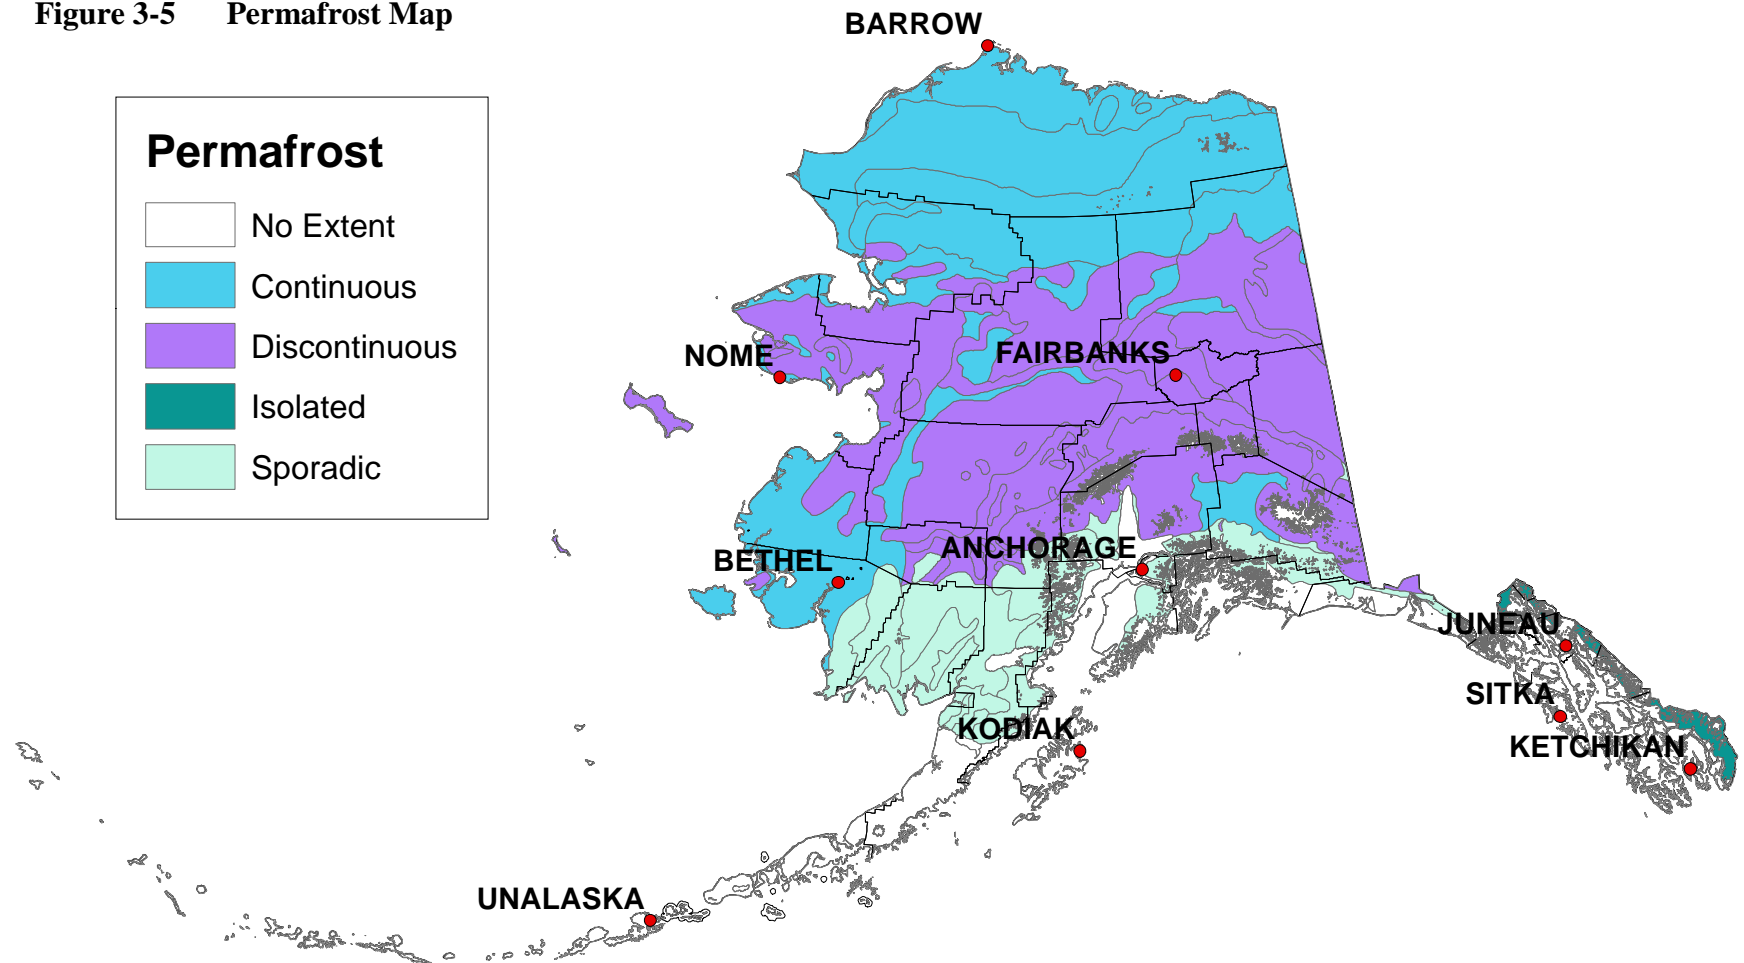 Figure 3-5 Permafrost Map
BARROW
Permafrost
No Extent
Continuous
Discontinuous
Isolated
Sporadic
NOME
FAIRBANKS
BETHEL
ANCHORAGE
JUNEAU
SITKA
KODIAK
KETCHIKAN
UNALASKA